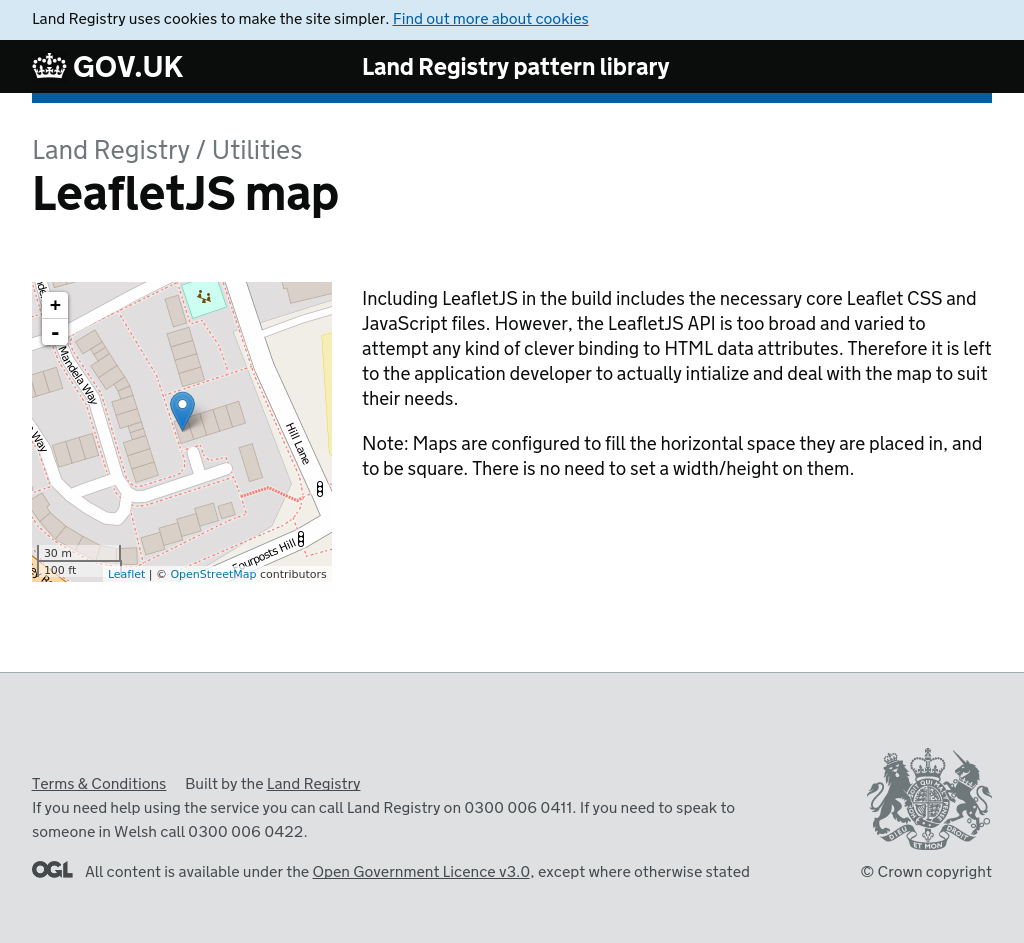 Land Registry uses cookies to make the site simpler. Find out more about cookies
GOV.UK
Land Registry pattern library
Land Registry / Utilities
LeafletJS map
+
-
Mandela Way
Way
Hill Lane
Fourposts Hill
30 m
100 ft
Leaflet | © OpenStreetMap contributors
Including LeafletJS in the build includes the necessary core Leaflet CSS and
JavaScript files. However, the LeafletJS API is too broad and varied to
attempt any kind of clever binding to HTML data attributes. Therefore it is left
to the application developer to actually intialize and deal with the map to suit
their needs.
Note: Maps are configured to fill the horizontal space they are placed in, and
to be square. There is no need to set a width/height on them.
Terms & Conditions Built by the Land Registry
If you need help using the service you can call Land Registry on 0300 006 0411. If you need to speak to
someone in Welsh call 0300 006 0422.
OGL All content is available under the Open Government Licence v3.0, except where otherwise stated
DIEU ET MON DROIT
© Crown copyright